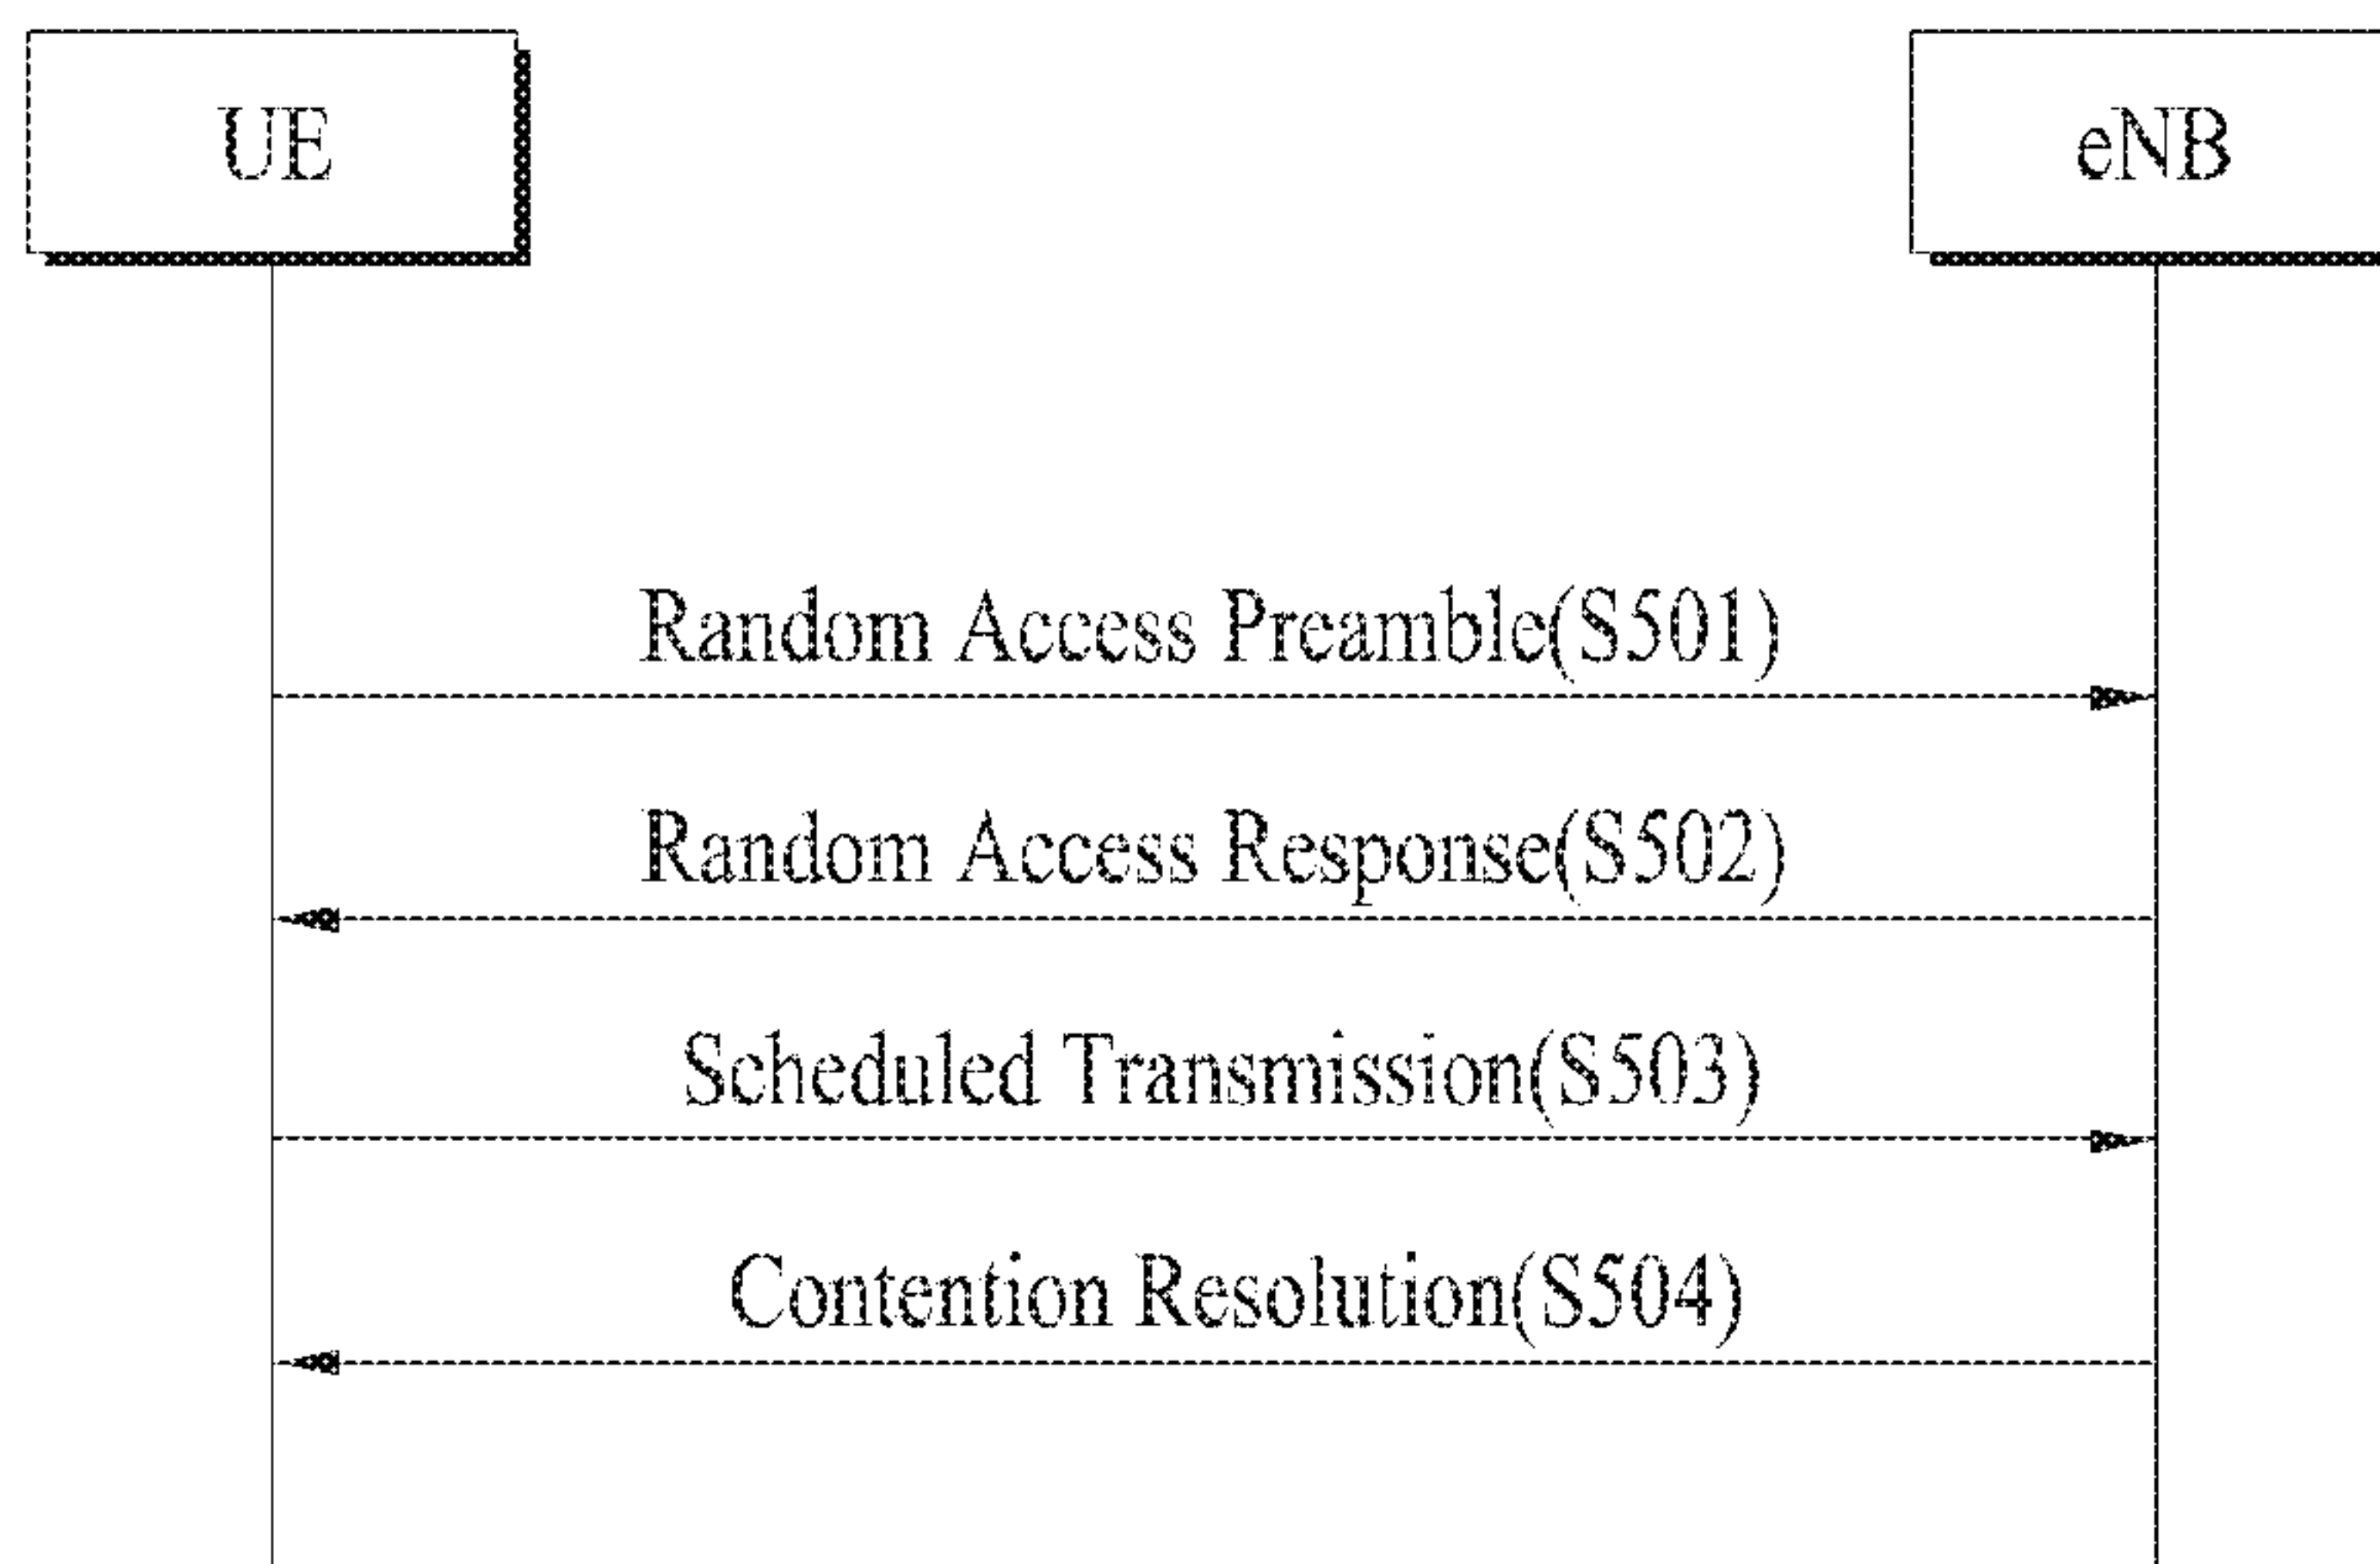 UE
eNB
Random Access Preamble(S501)
Random Access Response(S502)
Scheduled Transmission(S503)
Contention Resolution(S504)